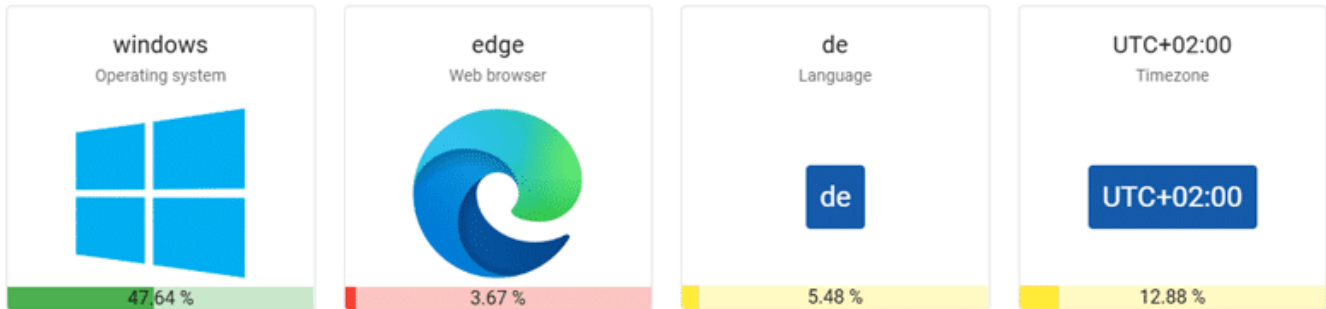 windows
Operating system
47.64 %
edge
Web browser
3.67 %
de
Language
de
5.48 %
UTC+02:00
Timezone
UTC+02:00
12.88 %